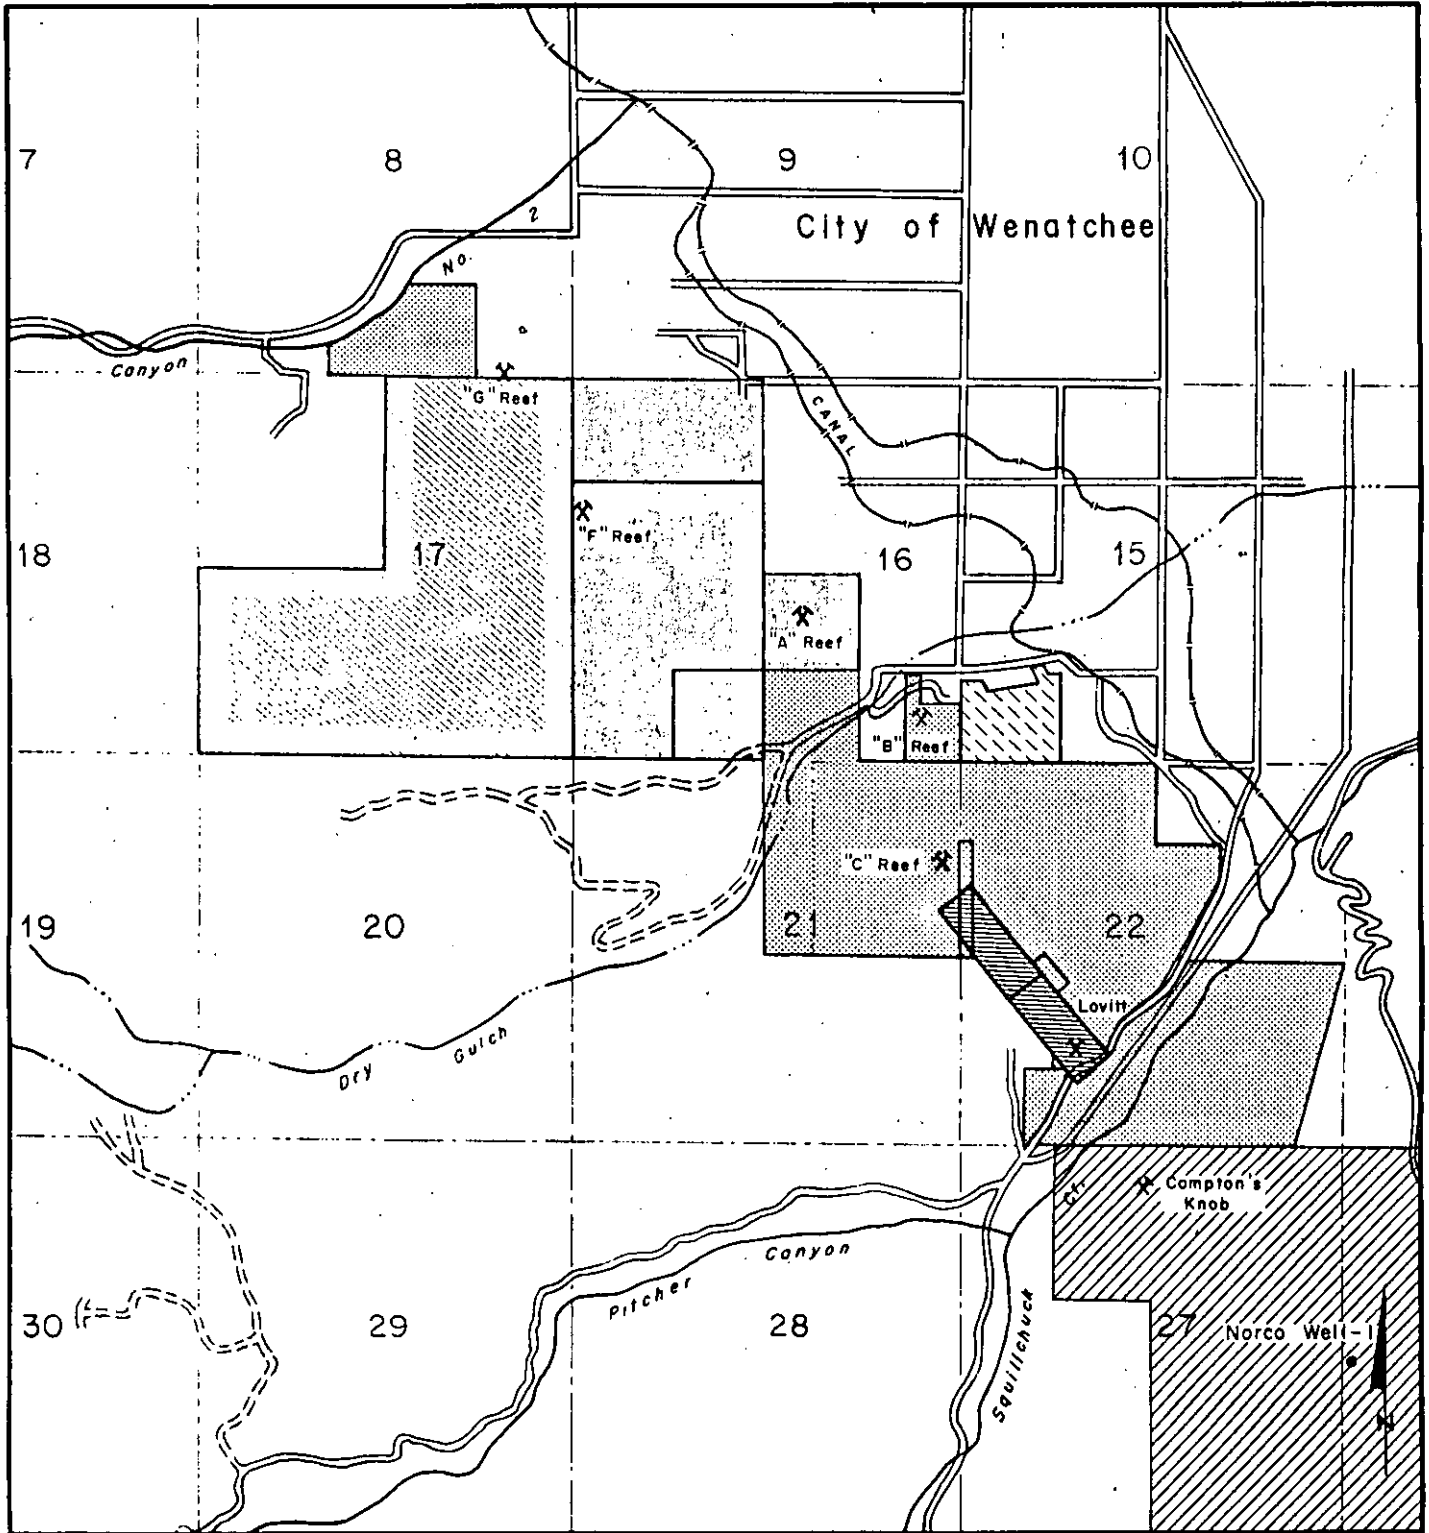 7
8
9
10
City of Wenatchee
No. 2
Canyon
"G" Reef
CANAL
18
17
"F" Reef
16
15
"A" Reef
"B" Reef
"C" Reef
19
20
21
22
Lovitt
Dry Gulch
Compton's
Knob
Cr.
Canyon
Pitcher
30
29
28
27
Norco Well-1
Squillchuck
N